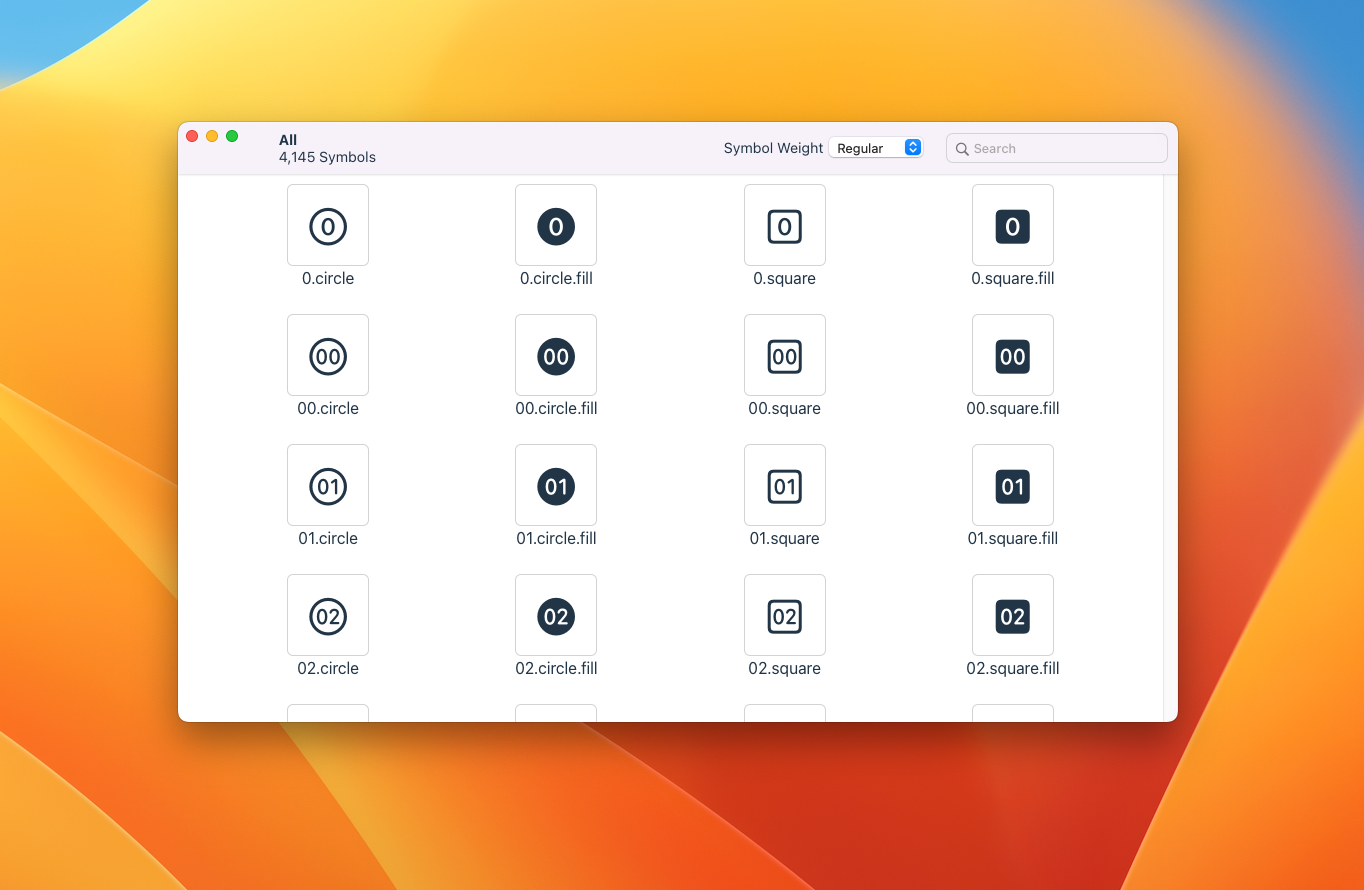 All
4,145 Symbols
Symbol Weight Regular Search
0 0 0 0
0.circle 0.circle.fill 0.square 0.square.fill
00 00 00 00
00.circle 00.circle.fill 00.square 00.square.fill
01 01 01 01
01.circle 01.circle.fill 01.square 01.square.fill
02 02 02 02
02.circle 02.circle.fill 02.square 02.square.fill